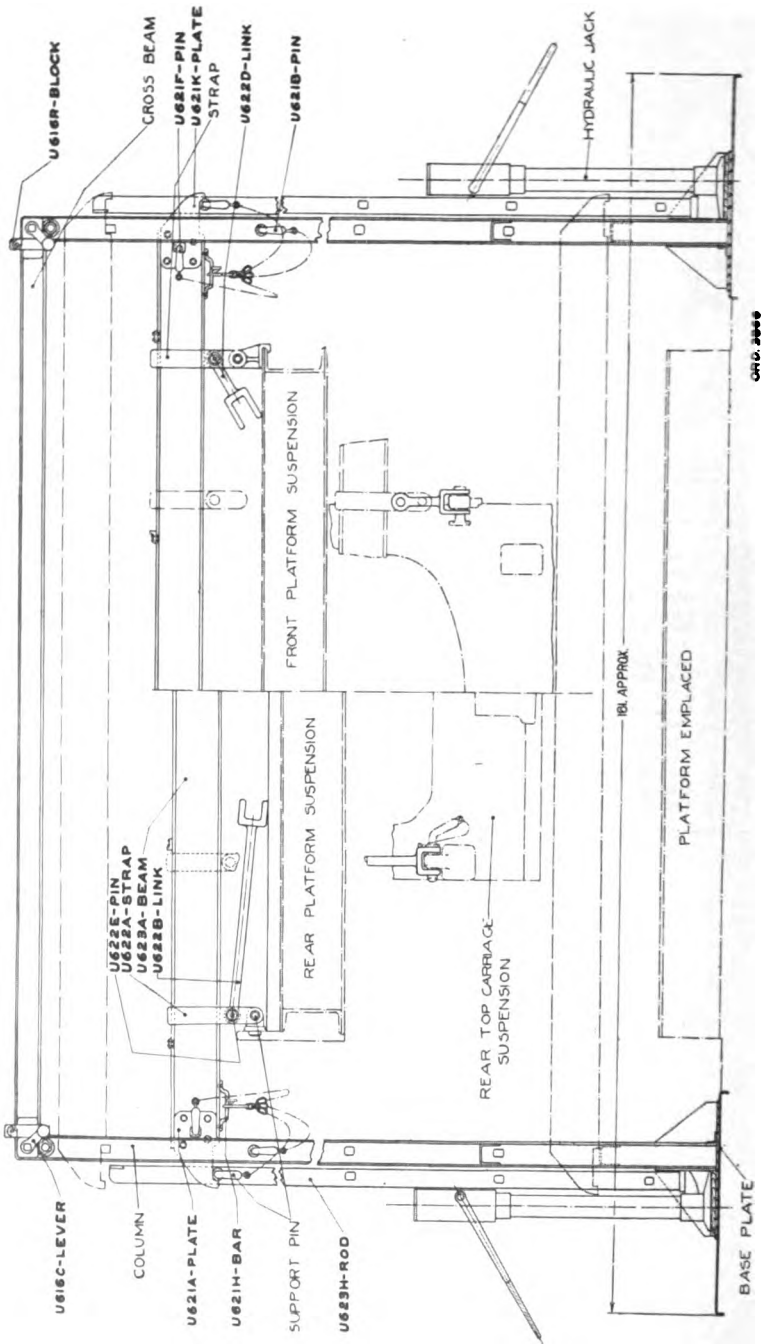 U616R-BLOCK
CROSS BEAM
U621F-PIN
U621K-PLATE
STRAP
U622D-LINK
U621B-PIN
HYDRAULIC JACK
U622E-PIN
U622A-STRAP
U623A-BEAM
U622B-LINK
FRONT PLATFORM SUSPENSION
REAR PLATFORM SUSPENSION
REAR TOP CARRIAGE
SUSPENSION
APPROX.
PLATFORM EMPLACED
U616C-LEVER
COLUMN
U621A-PLATE
U621H-BAR
SUPPORT PIN
U623H-ROD
BASE PLATE
ORD.